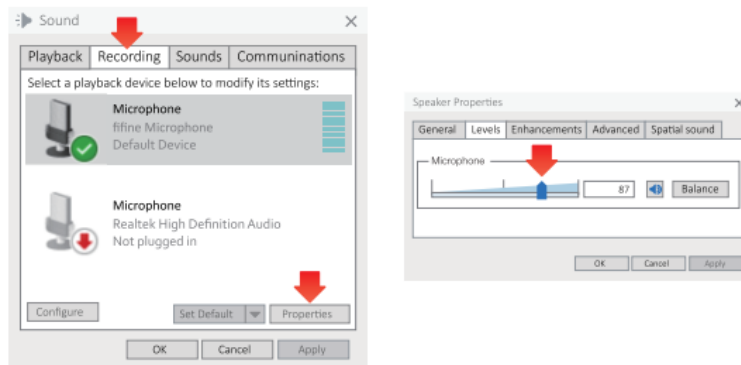 Sound
Playback Recording Sounds Communinations
Select a playback device below to modify its settings:
Microphone
fifine Microphone
Default Device
Microphone
Realtek High Definition Audio
Not plugged in
Configure Set Default Properties
OK Cancel Apply
Speaker Properties
General Levels Enhancements Advanced Spatial sound
Microphone
87 Balance
OK Cancel Apply